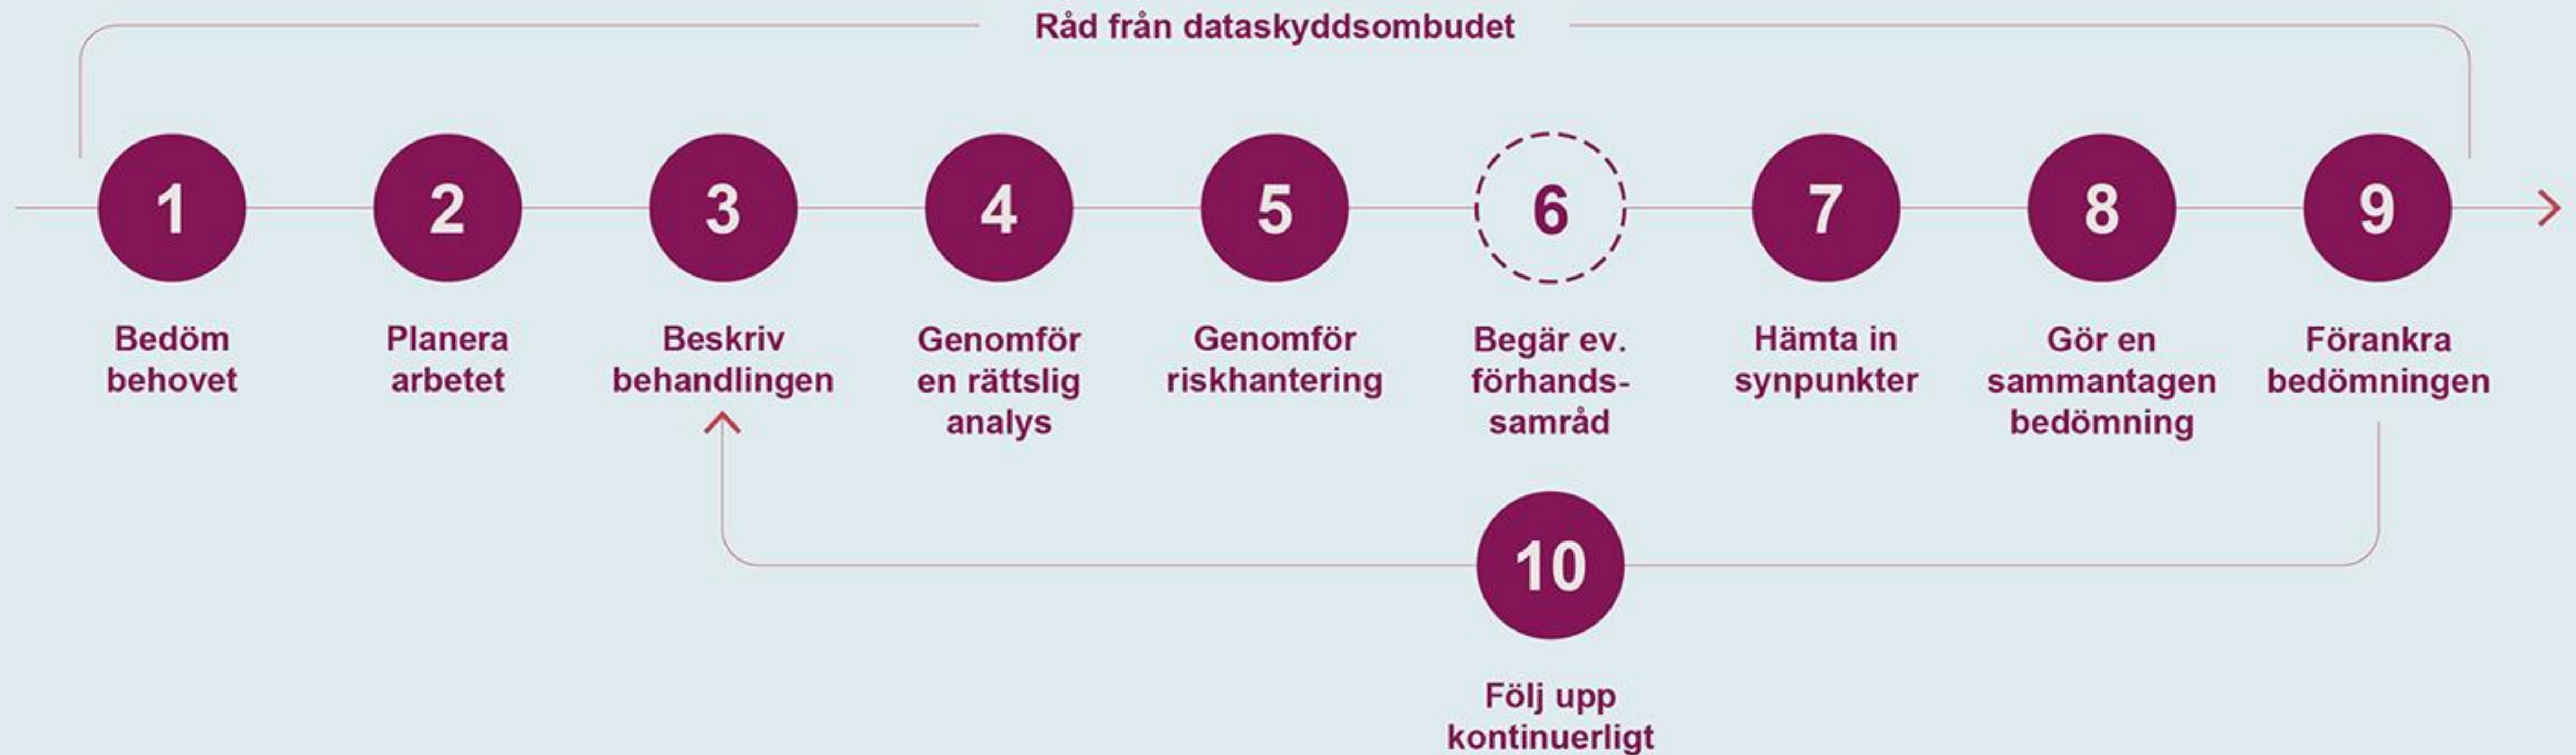 Råd från dataskyddsombudet
1
Bedöm
behovet
2
Planera
arbetet
3
Beskriv
behandlingen
4
Genomför
en rättslig
analys
5
Genomför
riskhantering
6
Begär ev.
förhands-
samråd
7
Hämta in
synpunkter
8
Gör en
sammantagen
bedömning
9
Förankra
bedömningen
10
Följ upp
kontinuerligt